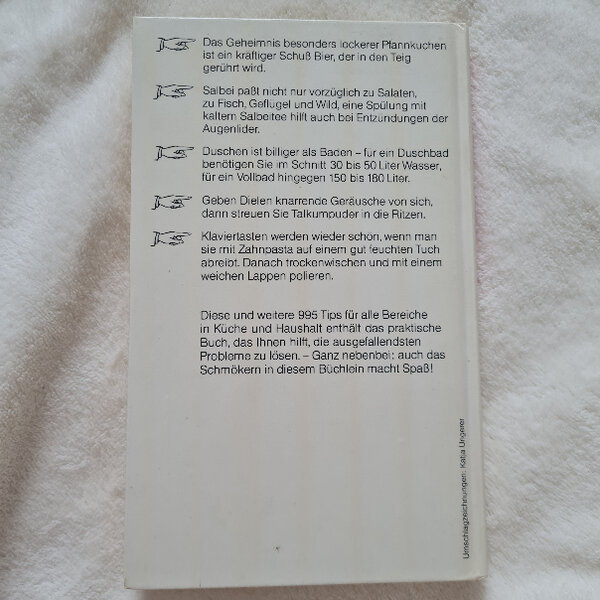 Das Geheimnis besonders lockerer Pfannkuchen
ist ein kräftiger Schuß Bier, der in den Teig
gerührt wird.
Salbei paßt nicht nur vorzüglich zu Salaten,
zu Fisch, Geflügel und Wild, eine Spülung mit
kaltem Salbeitee hilft auch bei Entzündungen der
Augenlider.
Duschen ist billiger als Baden – für ein Duschbad
benötigen Sie im Schnitt 30 bis 50 Liter Wasser,
für ein Vollbad hingegen 150 bis 180 Liter.
Geben Dielen knarrende Geräusche von sich,
dann streuen Sie Talkumpuder in die Ritzen.
Klaviertasten werden wieder schön, wenn man
sie mit Zahnpasta auf einem gut feuchten Tuch
abreibt. Danach trockenwischen und mit einem
weichen Lappen polieren.
Diese und weitere 995 Tips für alle Bereiche
in Küche und Haushalt enthält das praktische
Buch, das Ihnen hilft, die ausgefallendsten
Probleme zu lösen. – Ganz nebenbei: auch das
Schmökern in diesem Büchlein macht Spaß!
Umschlagzeichnungen: Katja Ungerer